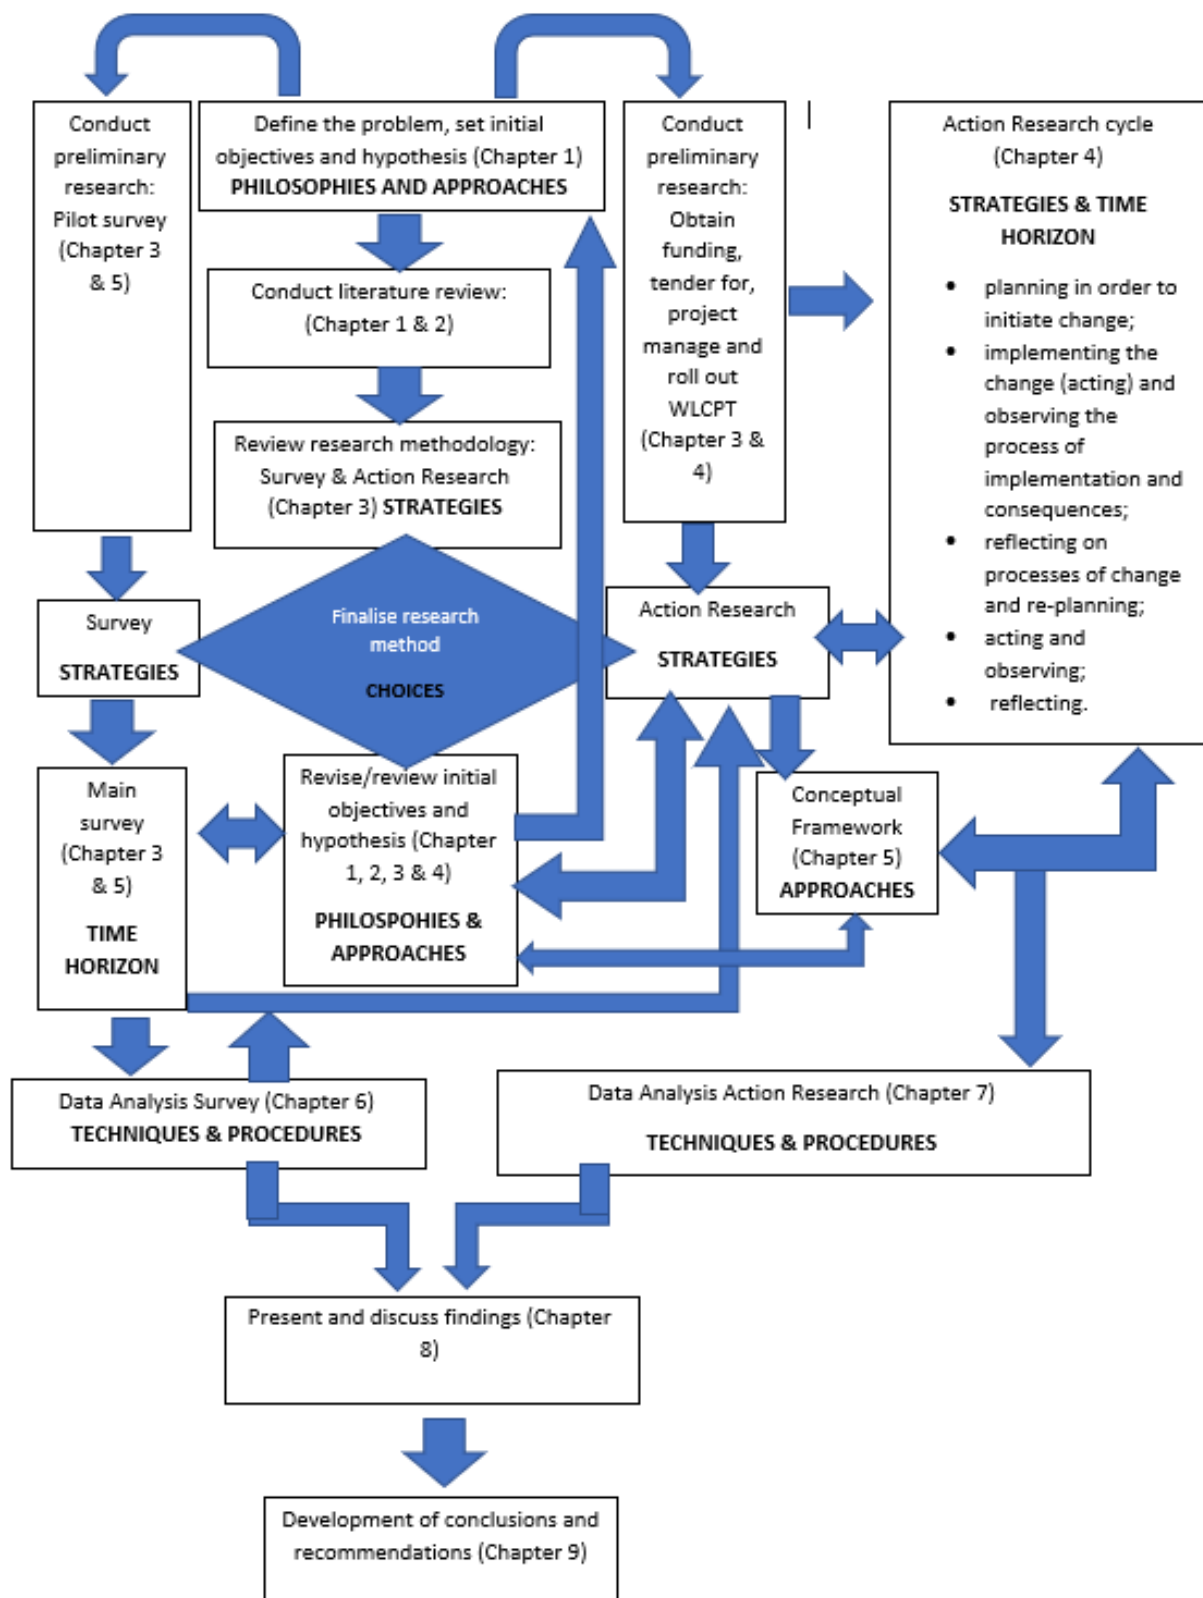 Conduct
preliminary
research:
Pilot survey
(Chapter 3
& 5)
Define the problem, set initial
objectives and hypothesis (Chapter 1)
PHILOSOPHIES AND APPROACHES
Conduct
preliminary
research:
Obtain
funding,
tender for,
project
manage and
roll out
WLCPT
(Chapter 3 &
4)
Action Research cycle
(Chapter 4)
STRATEGIES & TIME
HORIZON
• planning in order to
initiate change;
• implementing the
change (acting) and
observing the
process of
implementation and
consequences;
• reflecting on
processes of change
and re-planning;
• acting and
observing;
• reflecting.
Conduct literature review:
(Chapter 1 & 2)
Review research methodology:
Survey & Action Research
(Chapter 3) STRATEGIES
Survey
STRATEGIES
Finalise research
method
CHOICES
Action Research
STRATEGIES
Main
survey
(Chapter 3
& 5)
TIME
HORIZON
Revise/review initial
objectives and
hypothesis (Chapter
1, 2, 3 & 4)
PHILOSPOHIES &
APPROACHES
Conceptual
Framework
(Chapter 5)
APPROACHES
Data Analysis Survey (Chapter 6)
TECHNIQUES & PROCEDURES
Data Analysis Action Research (Chapter 7)
TECHNIQUES & PROCEDURES
Present and discuss findings (Chapter
8)
Development of conclusions and
recommendations (Chapter 9)